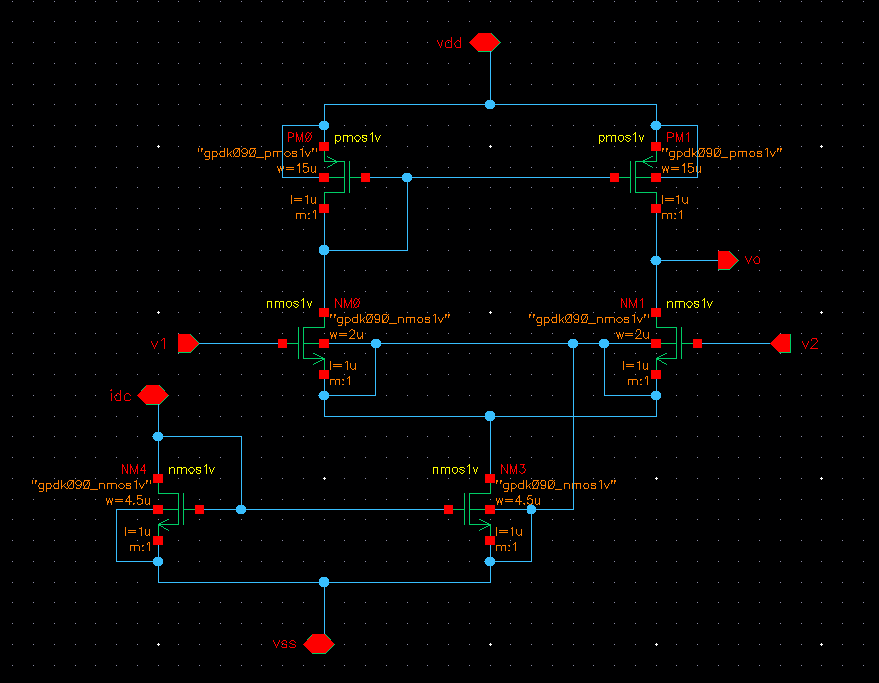 vdd
PM0
pmos1v
"gpdk090_pmos1v"
w=15u
l=1u
m:1
pmos1v
PM1
"gpdk090_pmos1v"
w=15u
l=1u
m:1
vo
nmos1v
NM0
"gpdk090_nmos1v"
w=2u
l=1u
m:1
NM1
nmos1v
"gpdk090_nmos1v"
w=2u
l=1u
m:1
v1
v2
idc
NM4
nmos1v
"gpdk090_nmos1v"
w=4.5u
l=1u
m:1
nmos1v
NM3
"gpdk090_nmos1v"
w=4.5u
l=1u
m:1
vss